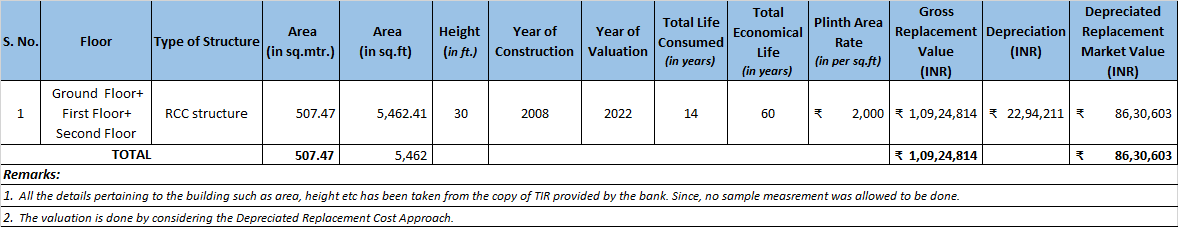 S. No. Floor Type of Structure Area (in sq.mtr.) Area (in sq.ft) Height (in ft.) Year of Construction Year of Valuation Total Life Consumed (in years) Total Economical Life (in years) Plinth Area Rate (in per sq.ft) Gross Replacement Value (INR) Depreciation (INR) Depreciated Replacement Market Value (INR)
1 Ground Floor+ First Floor+ Second Floor RCC structure 507.47 5,462.41 30 2008 2022 14 60 ₹ 2,000 ₹ 1,09,24,814 ₹ 22,94,211 ₹ 86,30,603
TOTAL 507.47 5,462 ₹ 1,09,24,814 ₹ 86,30,603
Remarks:
1. All the details pertaining to the building such as area, height etc has been taken from the copy of TIR provided by the bank. Since, no sample measrement was allowed to be done.
2. The valuation is done by considering the Depreciated Replacement Cost Approach.